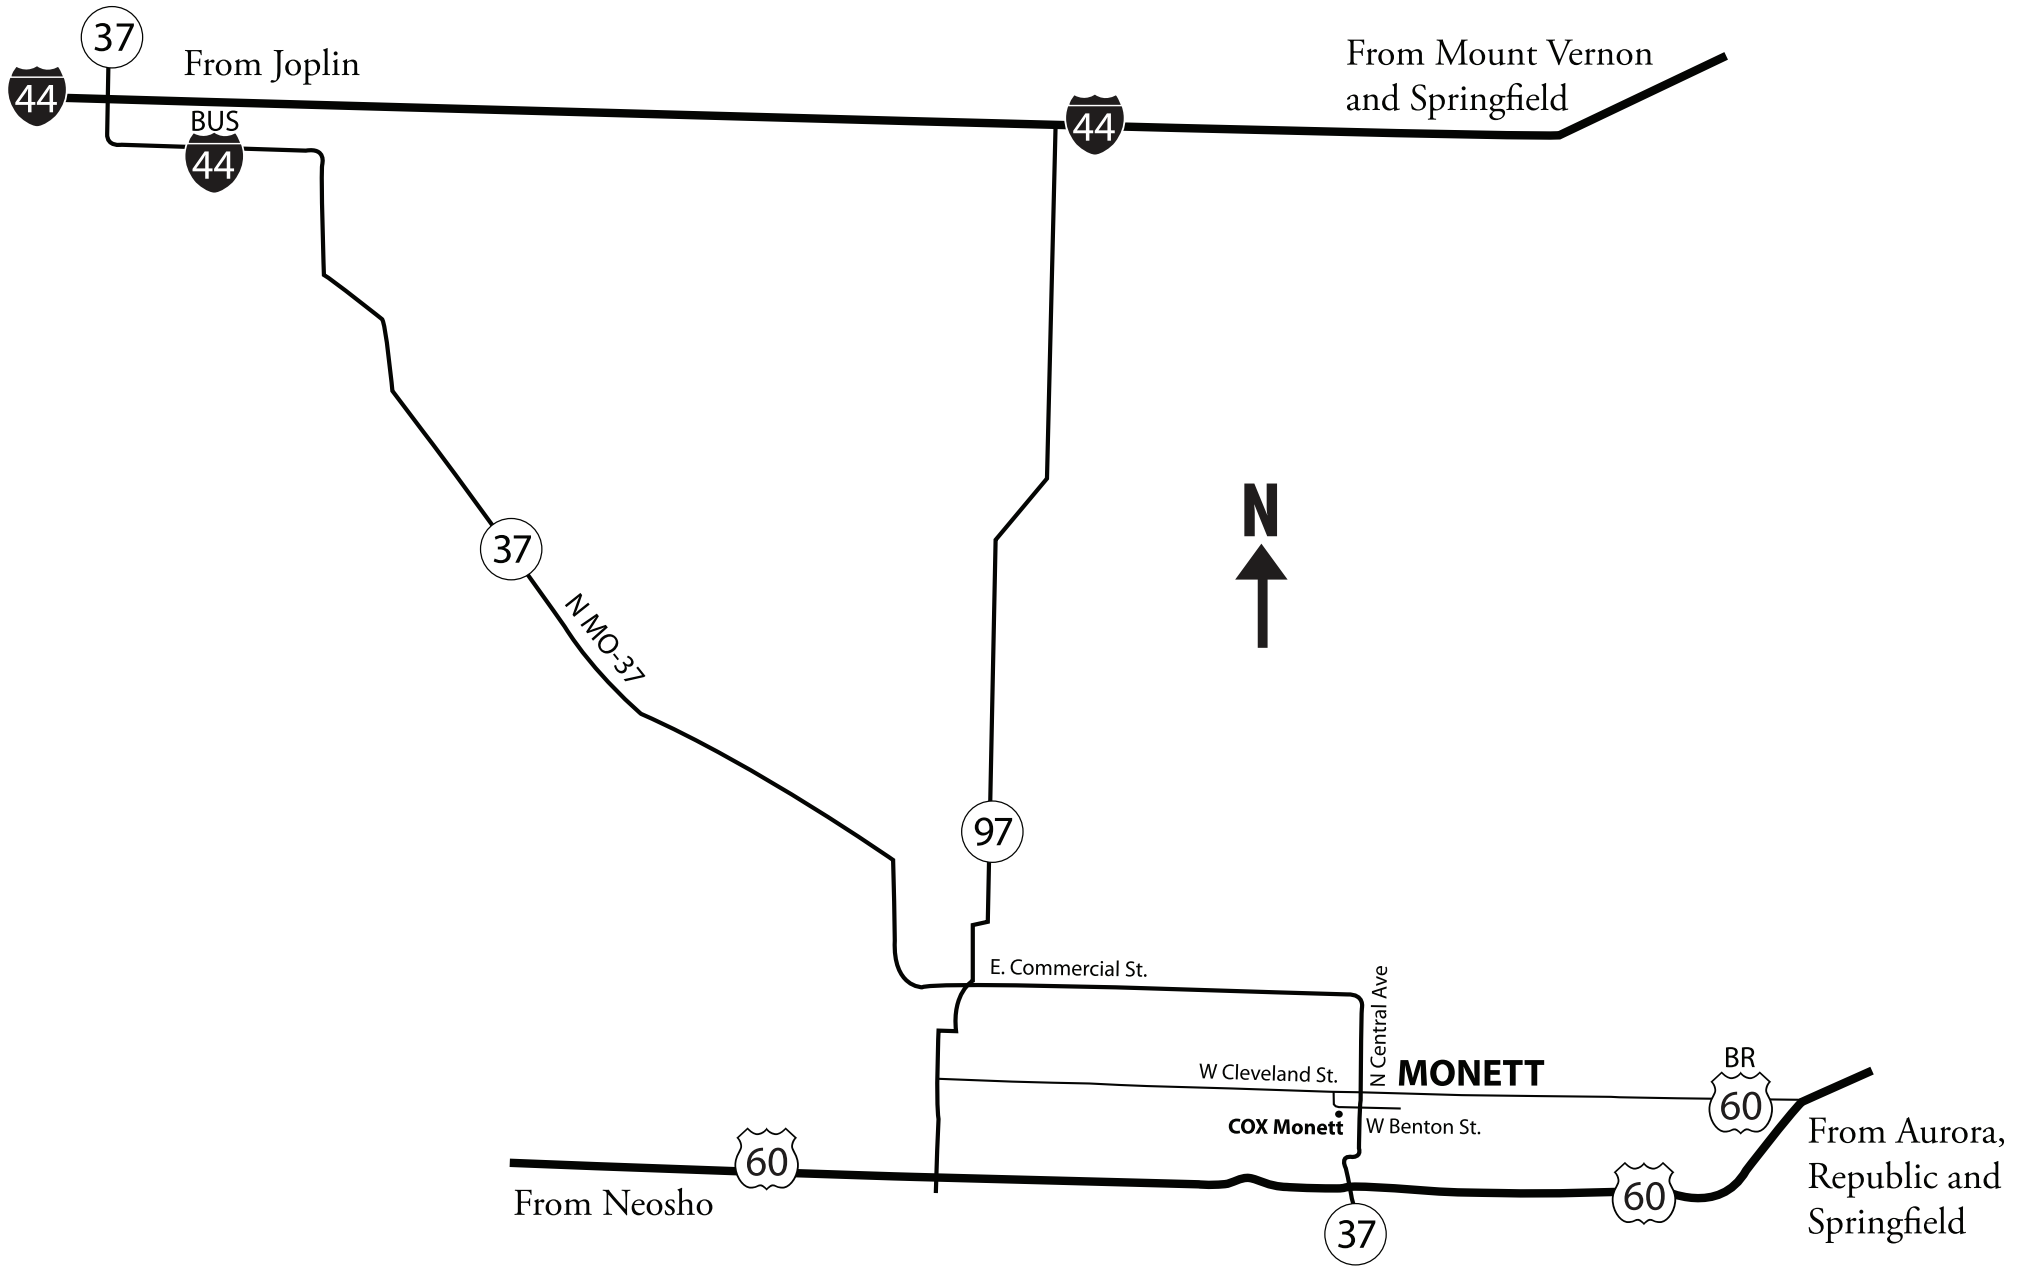 37
From Joplin
From Mount Vernon
and Springfield
44
BUS
44
44
N
37
N MO-37
97
E. Commercial St.
N Central Ave
W Cleveland St.
MONETT
BR
60
COX Monett
W Benton St.
From Aurora,
Republic and
Springfield
60
60
From Neosho
37